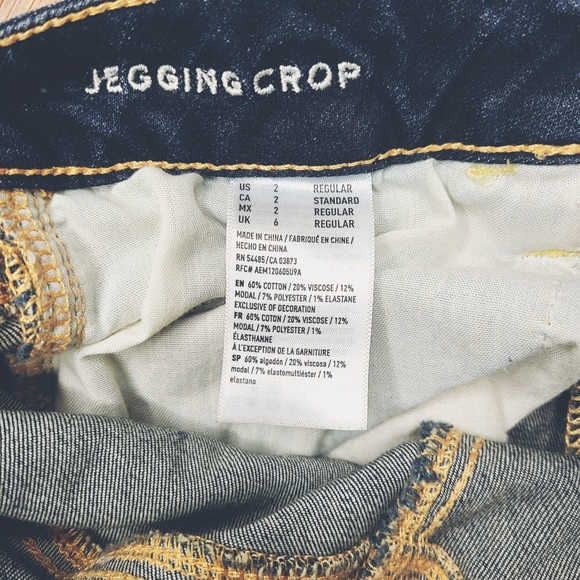 JEGGING CROP
US 2 REGULAR
CA 2 STANDARD
MX 2 REGULAR
UK 6 REGULAR
MADE IN CHINA / FABRIQUÉ EN CHINE /
HECHO EN CHINA
RN 54485/CA 03873
RFC# AEM120605U9A
EN 60% COTTON / 20% VISCOSE / 12%
MODAL / 7% POLYESTER / 1% ELASTANE
EXCLUSIVE OF DECORATION
FR 60% COTON / 20% VISCOSE / 12%
MODAL / 7% POLYESTER / 1%
ÉLASTHANNE
À L'EXCEPTION DE LA GARNITURE
SP 60% algodón / 20% viscosa / 12%
modal / 7% elastomultiéster / 1%
elastano